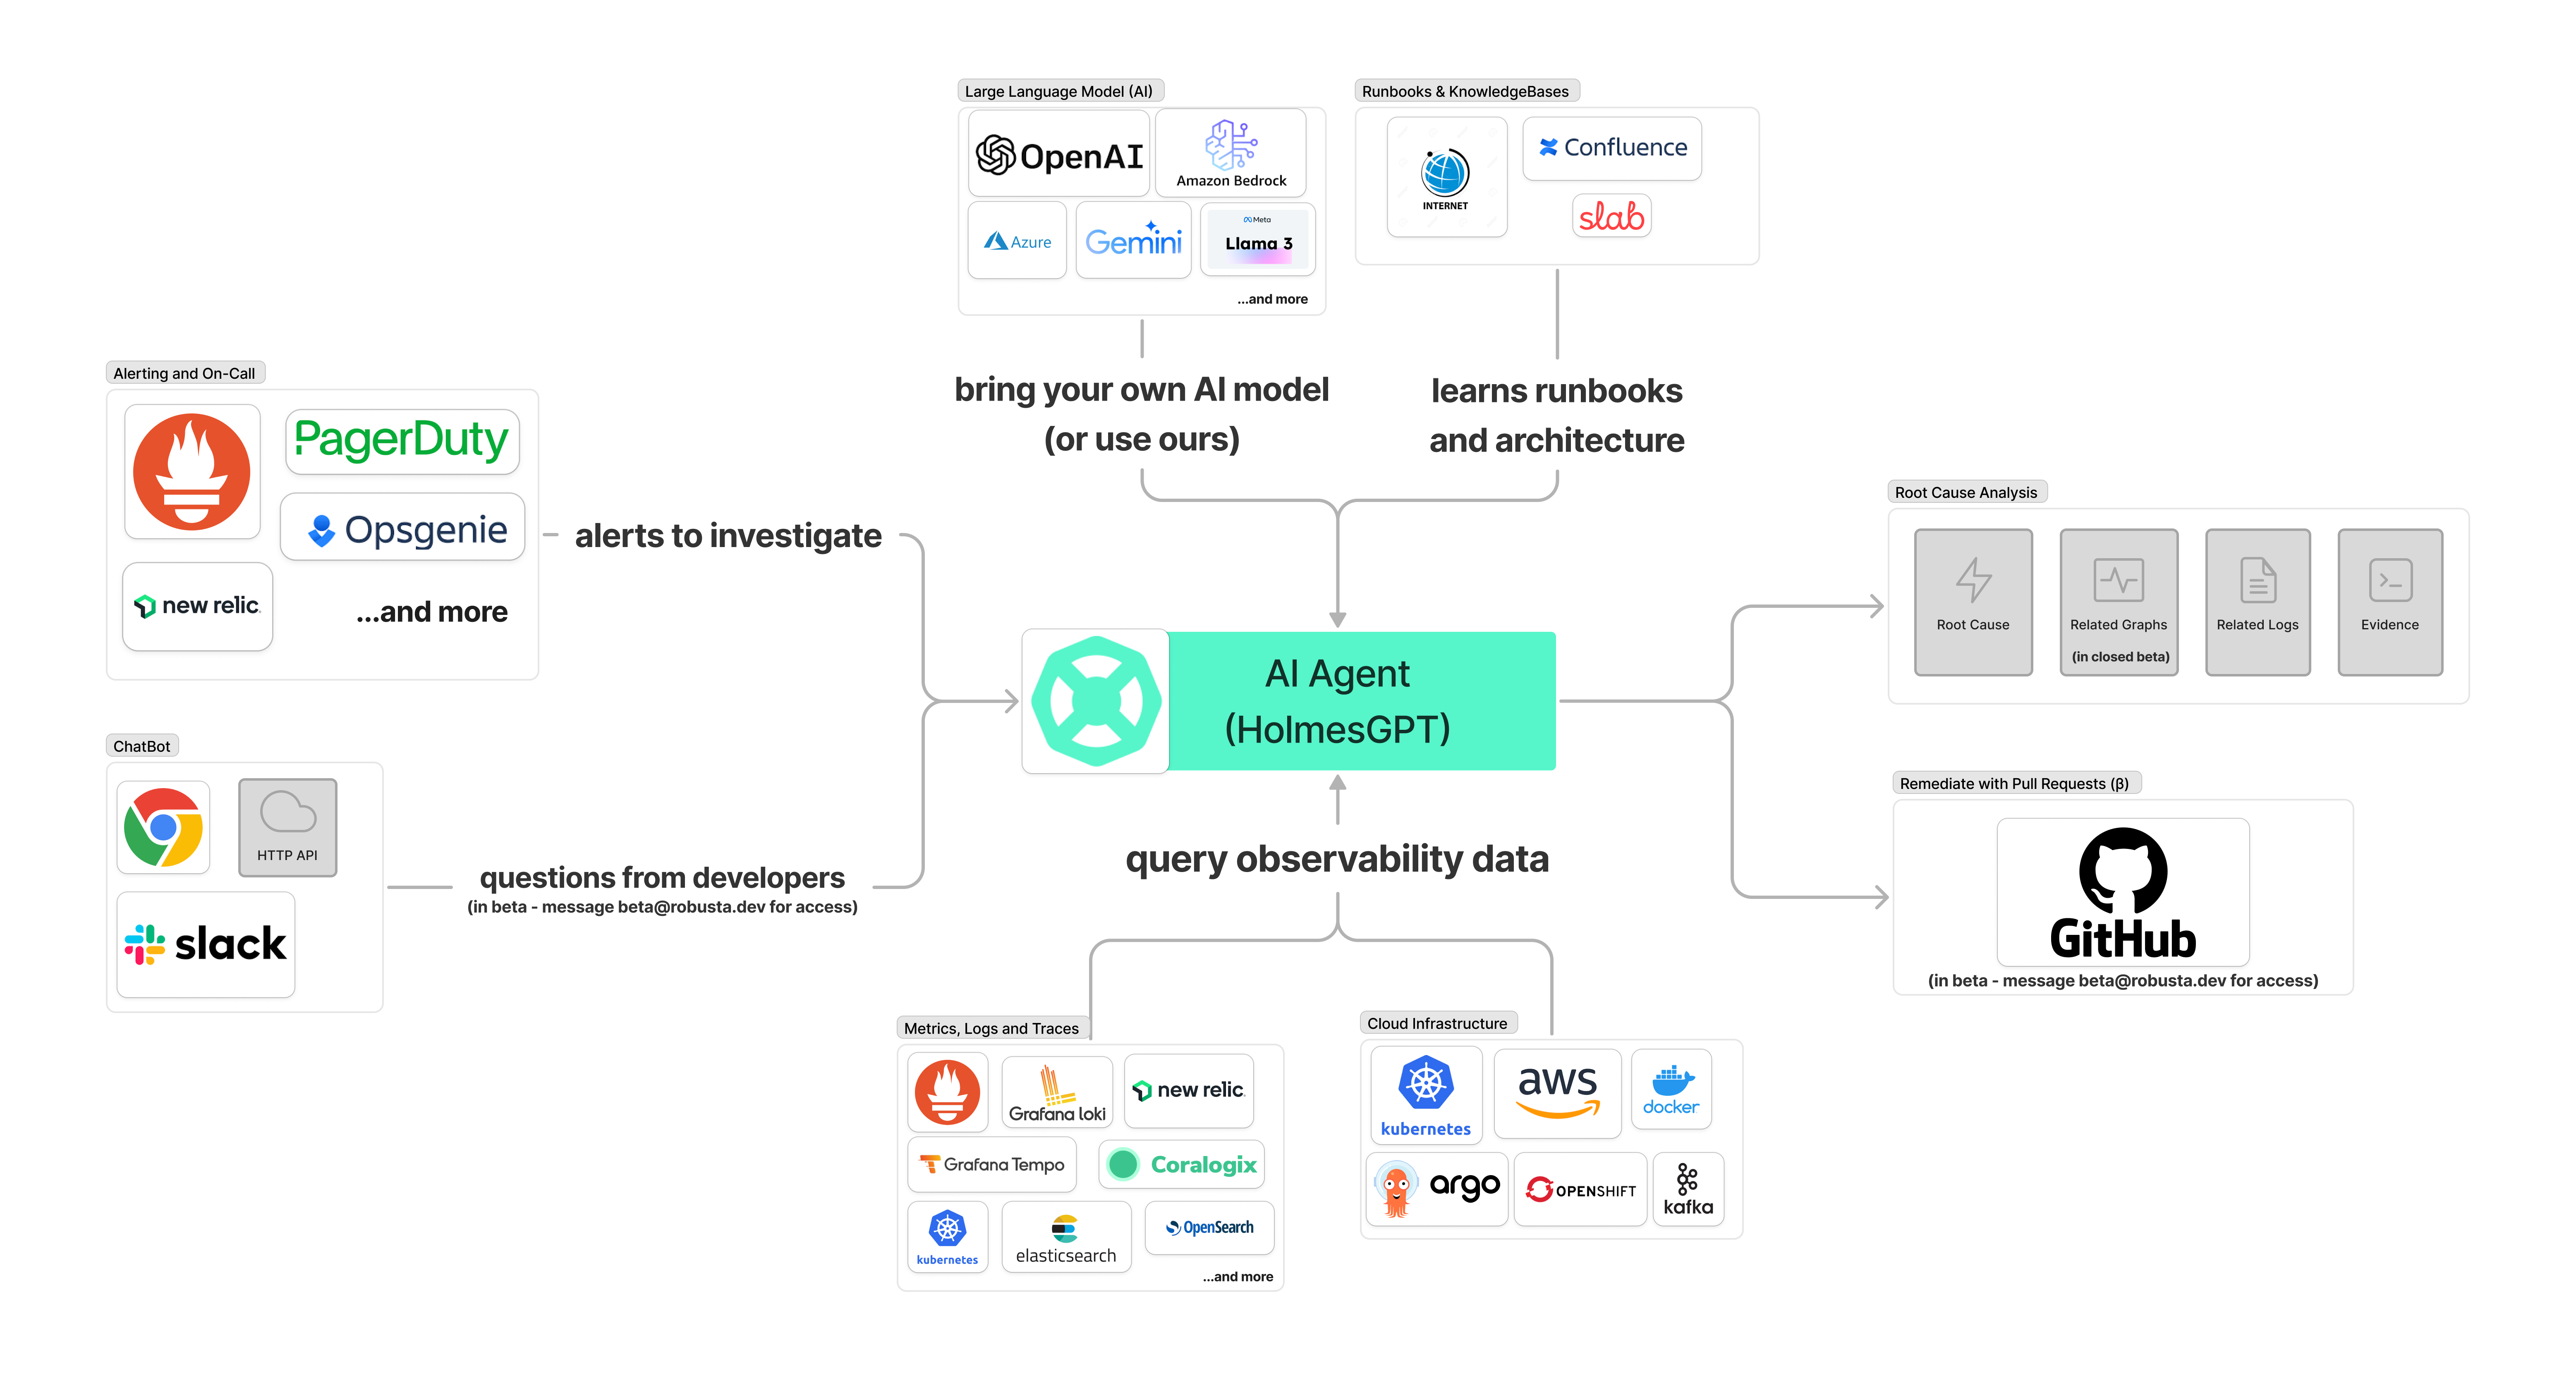 Large Language Model (AI)
OpenAI
Amazon Bedrock
Azure
Gemini
Meta
Llama 3
...and more
Runbooks & KnowledgeBases
INTERNET
Confluence
slab
bring your own AI model
(or use ours)
learns runbooks
and architecture
Alerting and On-Call
PagerDuty
Opsgenie
new relic
...and more
alerts to investigate
ChatBot
HTTP API
slack
questions from developers
(in beta - message beta@robusta.dev for access)
AI Agent
(HolmesGPT)
query observability data
Metrics, Logs and Traces
Grafana loki
new relic
Grafana Tempo
Coralogix
kubernetes
elasticsearch
OpenSearch
...and more
Cloud Infrastructure
kubernetes
aws
docker
argo
OPENSHIFT
kafka
Root Cause Analysis
Root Cause
Related Graphs
(in closed beta)
Related Logs
Evidence
Remediate with Pull Requests (β)
GitHub
(in beta - message beta@robusta.dev for access)